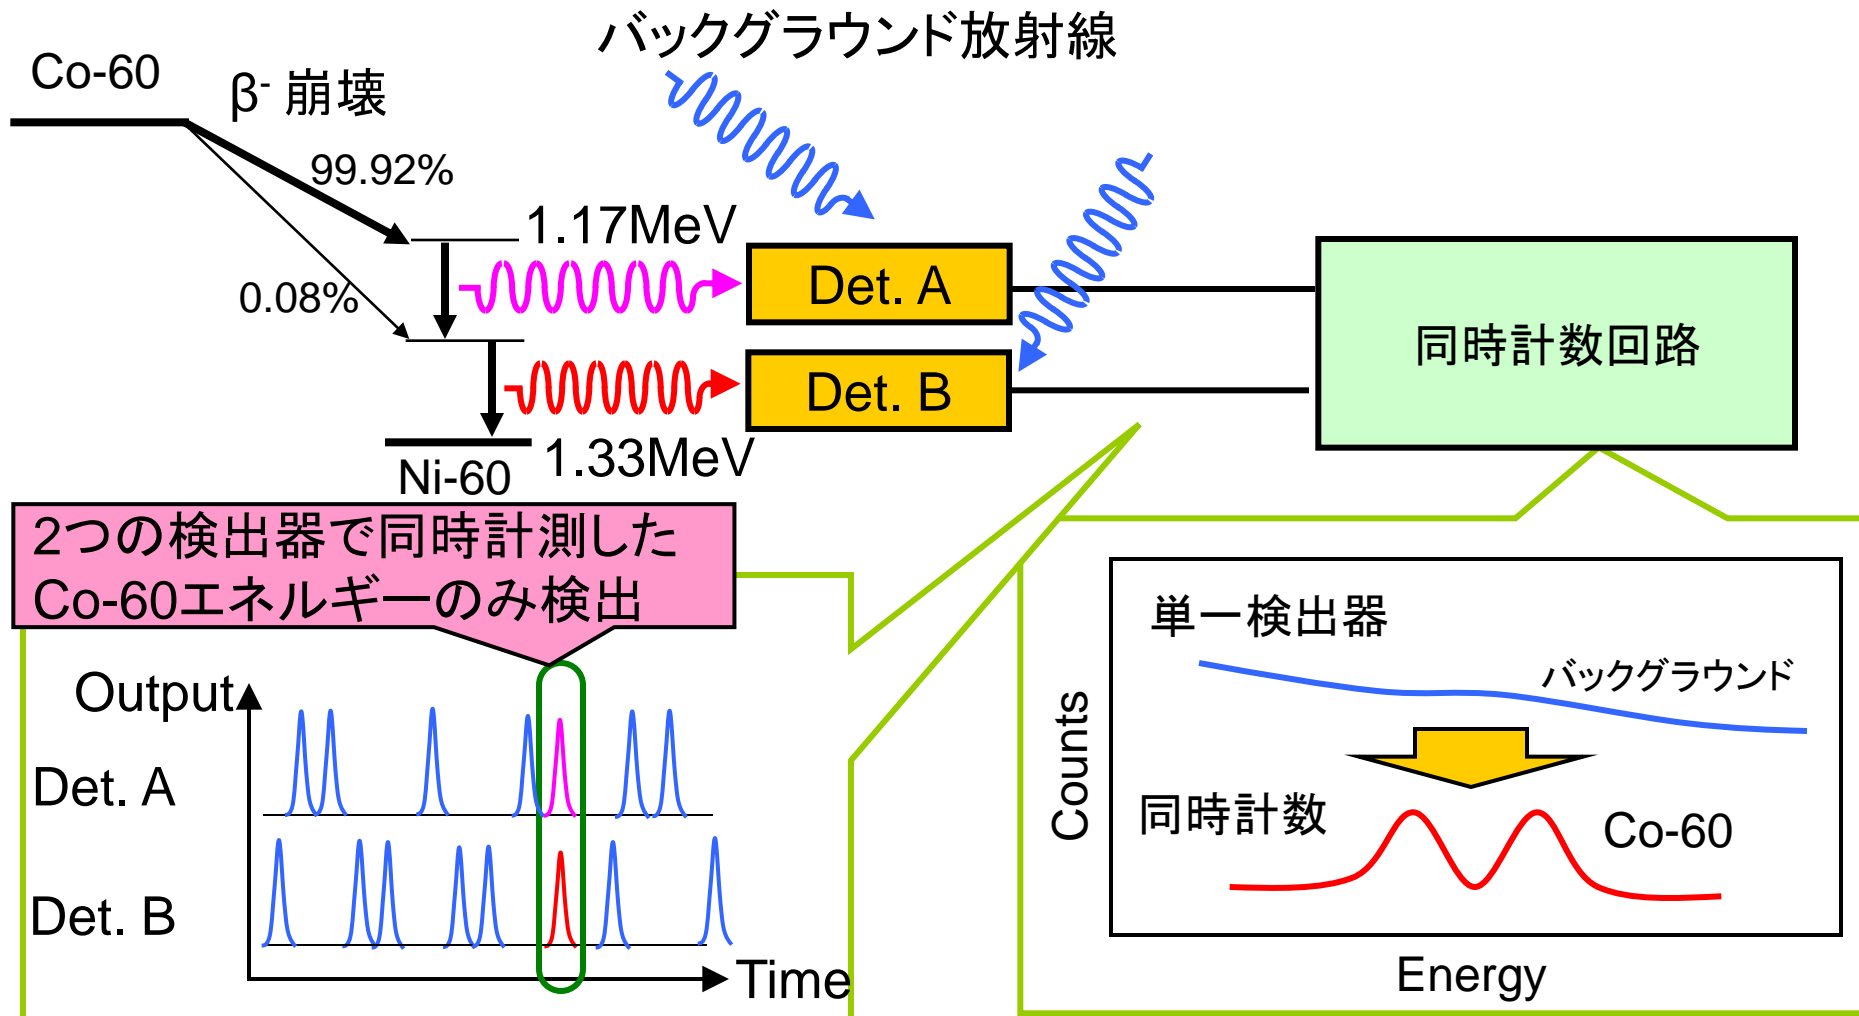 バックグラウンド放射線
Co-60
β- 崩壊
99.92%
0.08%
1.17MeV
Det. A
同時計数回路
Det. B
1.33MeV
Ni-60
2つの検出器で同時計測した
Co-60エネルギーのみ検出
Output
Det. A
Det. B
Time
単一検出器
バックグラウンド
Counts
同時計数
Co-60
Energy